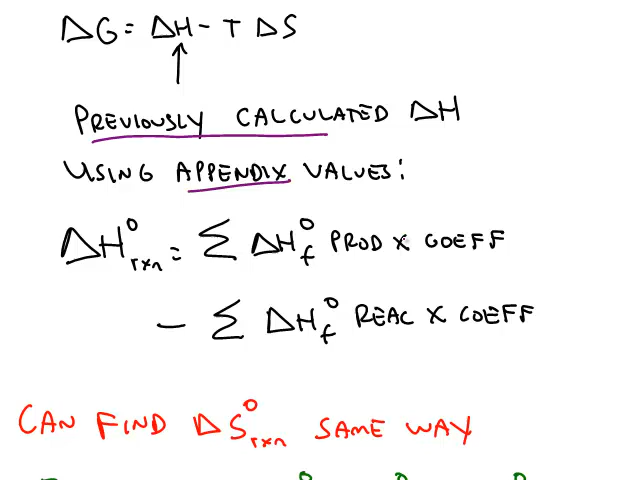 ΔG = ΔH - T ΔS
PREVIOUSLY CALCULATED ΔH
USING APPENDIX VALUES:
ΔH°rxn = Σ ΔH°f PROD X COEFF
- Σ ΔH°f REAC X COEFF
CAN FIND ΔS°rxn SAME WAY